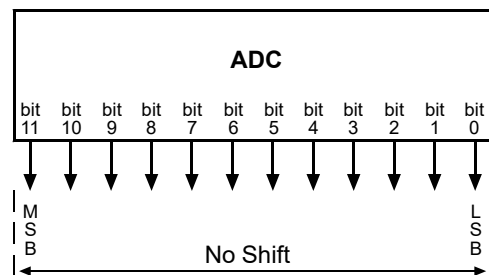 ADC
bit bit bit bit bit bit bit bit bit bit bit bit
11 10 9 8 7 6 5 4 3 2 1 0
MSB LSB
No Shift